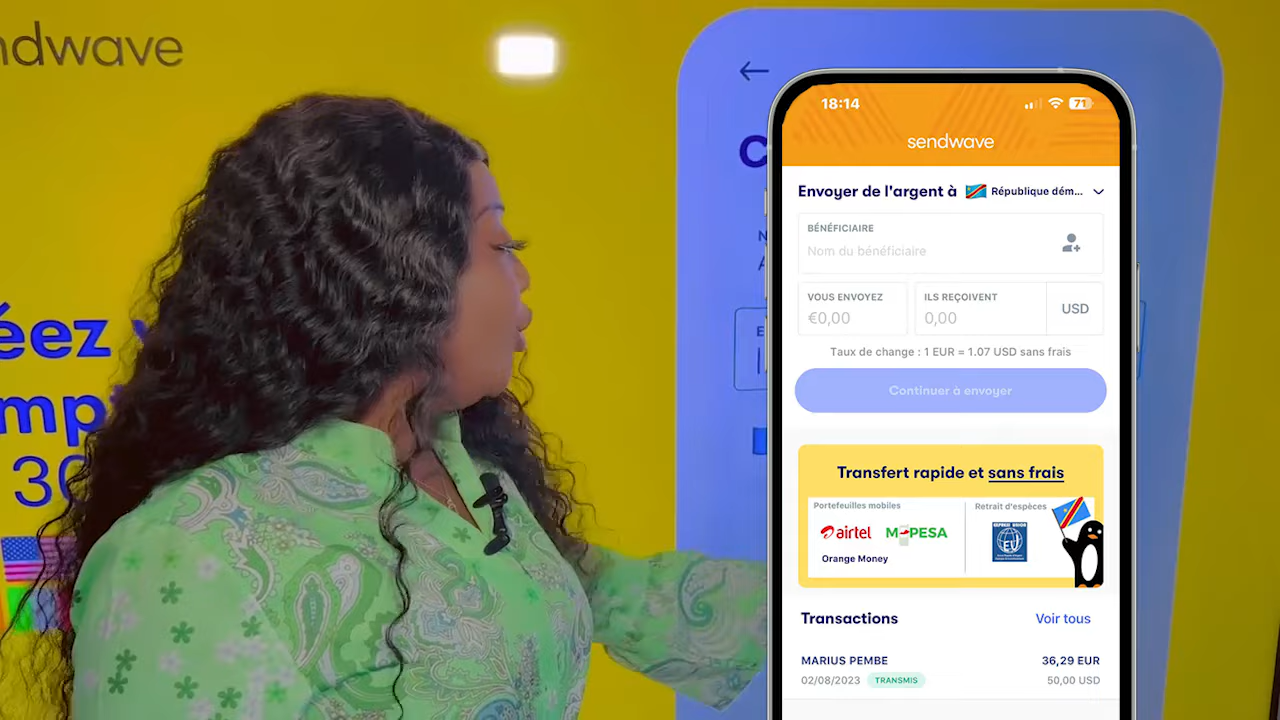 ndwave
éez
mp
30
C
N
E
18:14
71
sendwave
Envoyer de l'argent à République dém...
BÉNÉFICIAIRE
Nom du bénéficiaire
VOUS ENVOYEZ
€0,00
ILS REÇOIVENT
0,00
USD
Taux de change : 1 EUR = 1.07 USD sans frais
Continuer à envoyer
Transfert rapide et sans frais
Portefeuilles mobiles
airtel M-PESA
Orange Money
Retrait d'espèces
EXPRESS UNION
EU
Transactions
Voir tous
MARIUS PEMBE
36,29 EUR
02/08/2023 TRANSMIS
50,00 USD